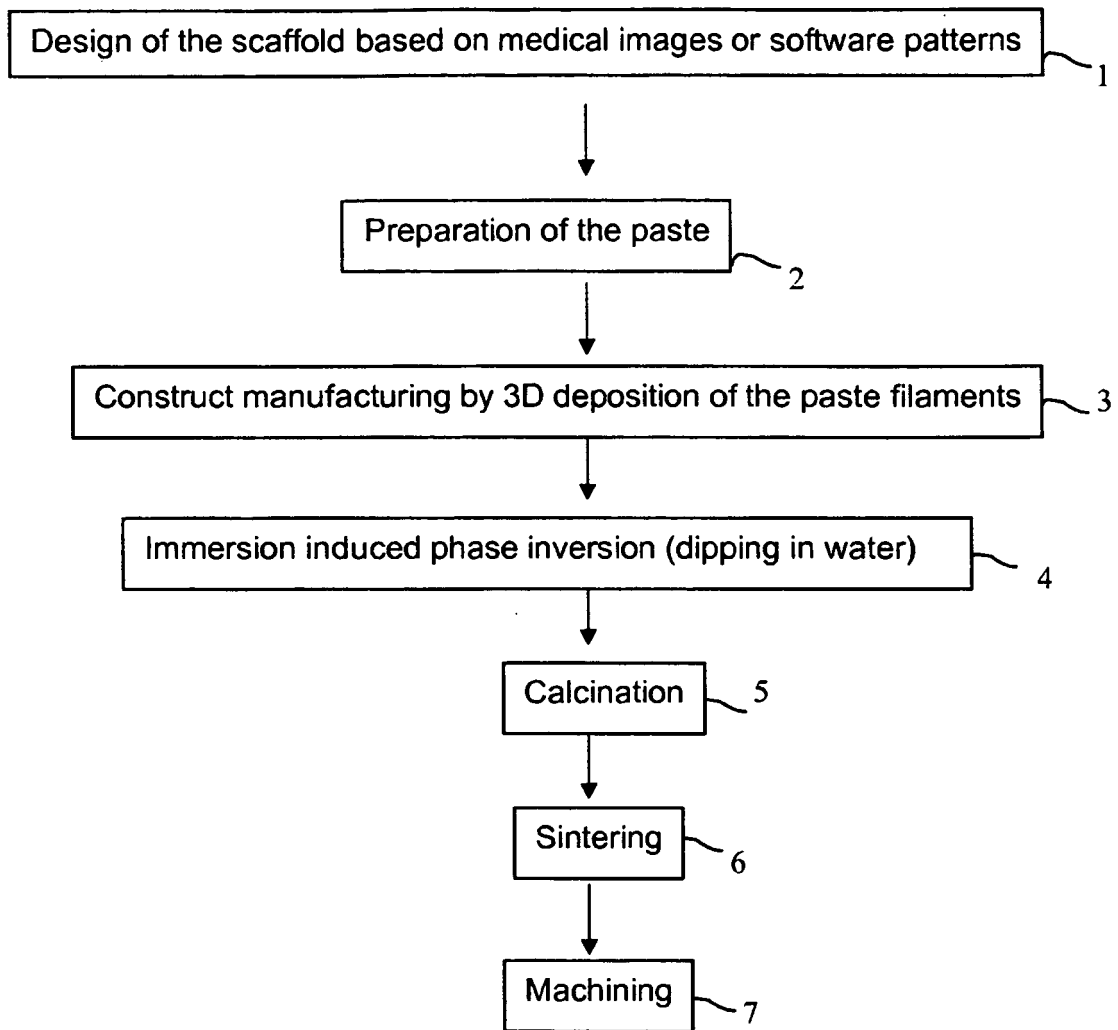 Design of the scaffold based on medical images or software patterns
1
Preparation of the paste
2
Construct manufacturing by 3D deposition of the paste filaments
3
Immersion induced phase inversion (dipping in water)
4
Calcination
5
Sintering
6
Machining
7